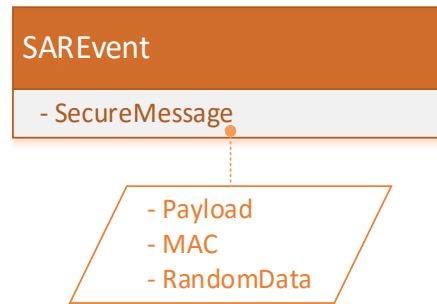 SAREvent
- SecureMessage
- Payload
- MAC
- RandomData